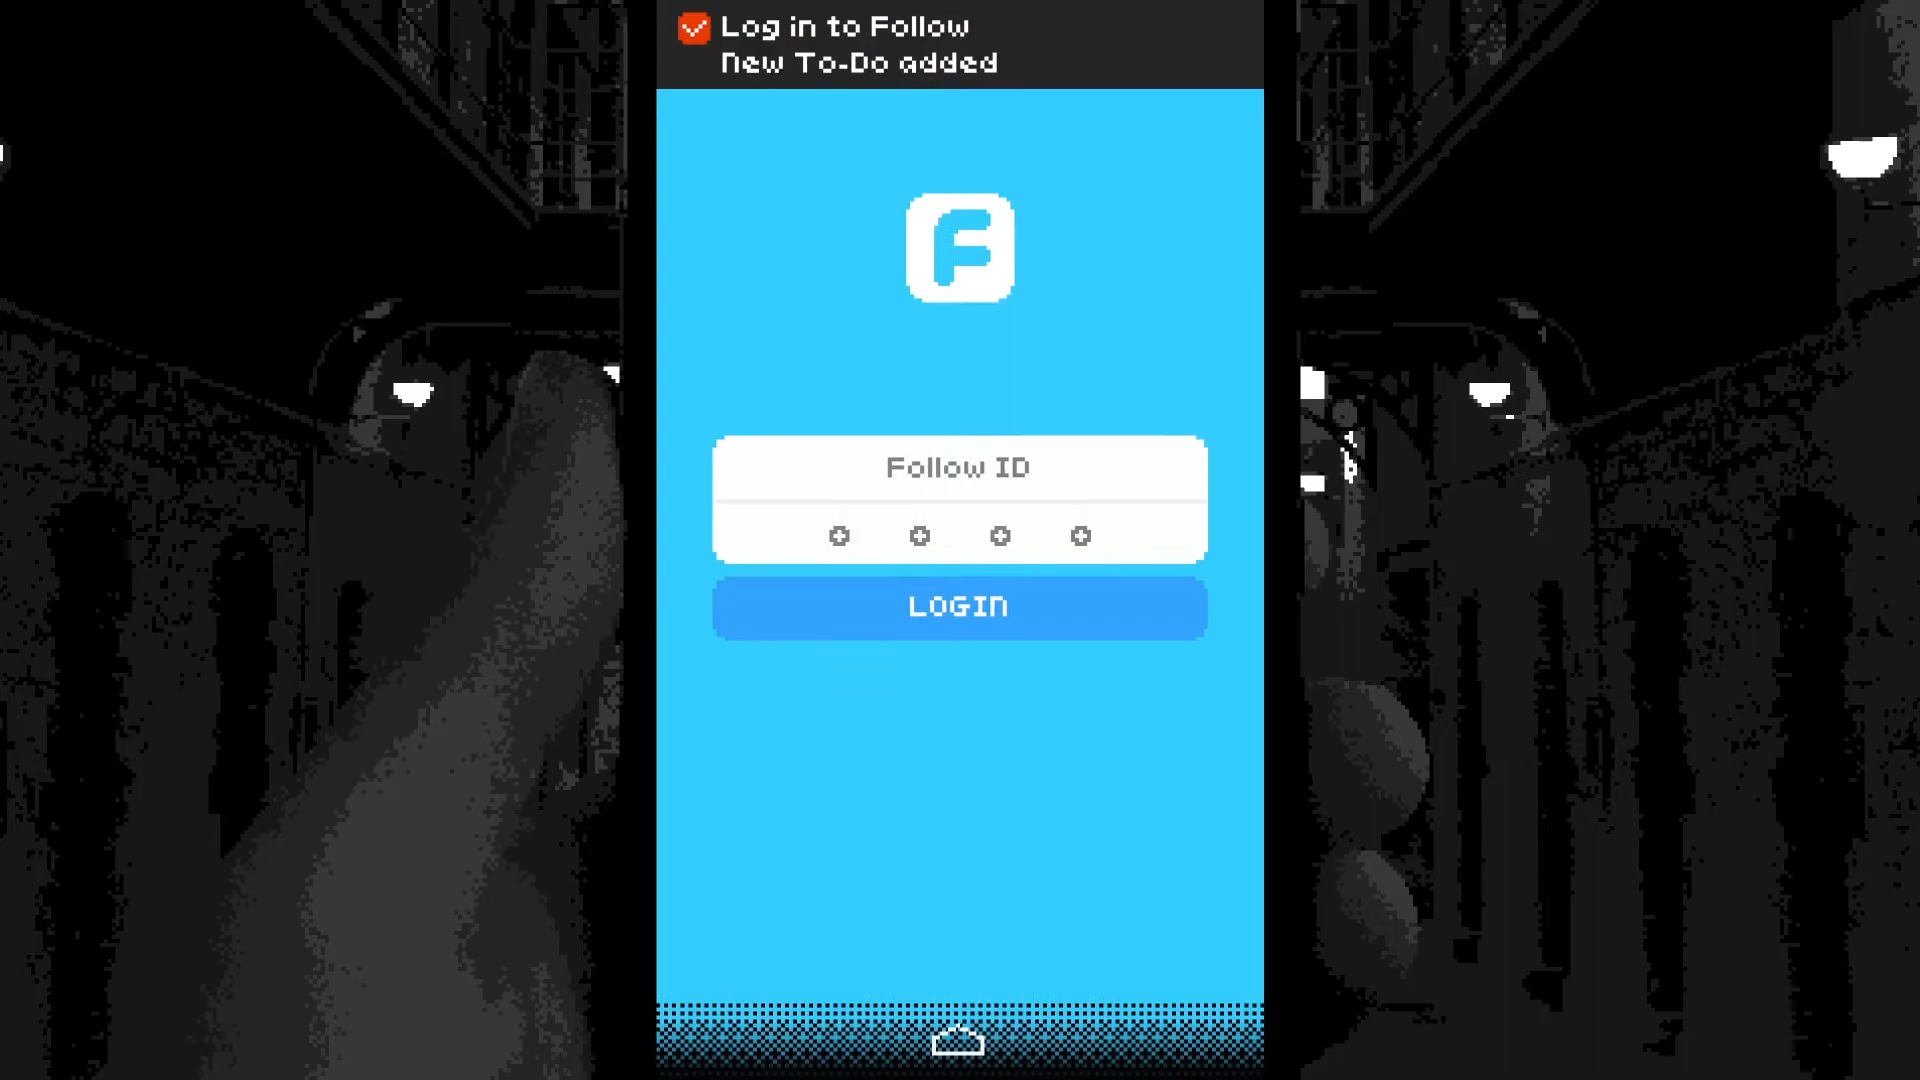 Log in to Follow
New To-Do added
F
Follow ID
LOGIN